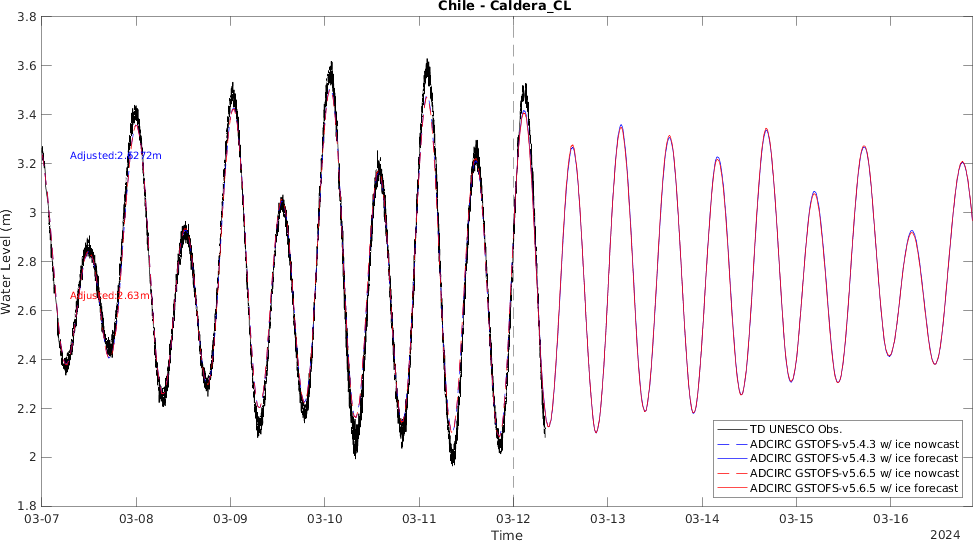 Chile - Caldera_CL
3.8
3.6
3.4
3.2
3
2.8
2.6
2.4
2.2
2
1.8
Water Level (m)
Adjusted:2.6272m
Adjusted:2.63m
TD UNESCO Obs.
ADCIRC GSTOFS-v5.4.3 w/ ice nowcast
ADCIRC GSTOFS-v5.4.3 w/ ice forecast
ADCIRC GSTOFS-v5.6.5 w/ ice nowcast
ADCIRC GSTOFS-v5.6.5 w/ ice forecast
03-07 03-08 03-09 03-10 03-11 03-12 03-13 03-14 03-15 03-16
Time
2024